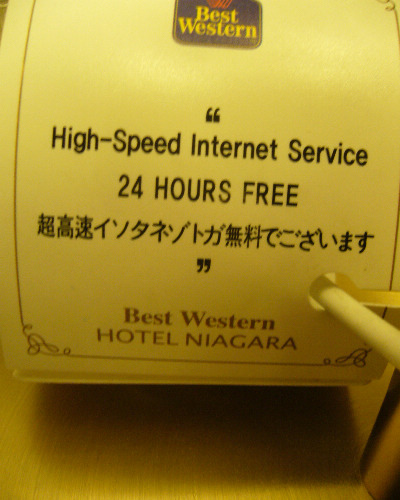 Best
Western
“
High-Speed Internet Service
24 HOURS FREE
超高速イソタネゾトガ無料でございます
”
Best Western
HOTEL NIAGARA